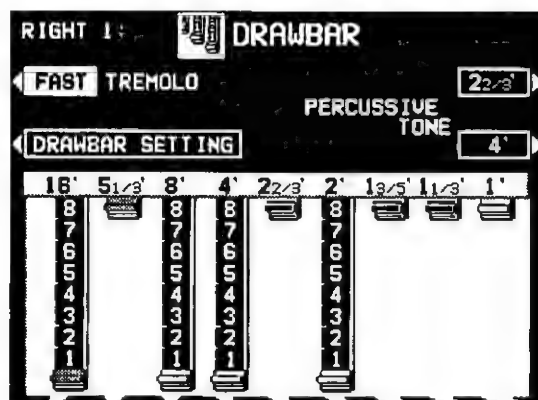 RIGHT 1: DRAWBAR
FAST TREMOLO 2 2/3'
PERCUSSIVE
TONE
DRAWBAR SETTING 4'
16' 5 1/3' 8' 4' 2 2/3' 2' 1 3/5' 1 1/3' 1'
8 8 8 8
7 7 7 7
6 6 6 6
5 5 5 5
4 4 4 4
3 3 3 3
2 2 2 2
1 1 1 1